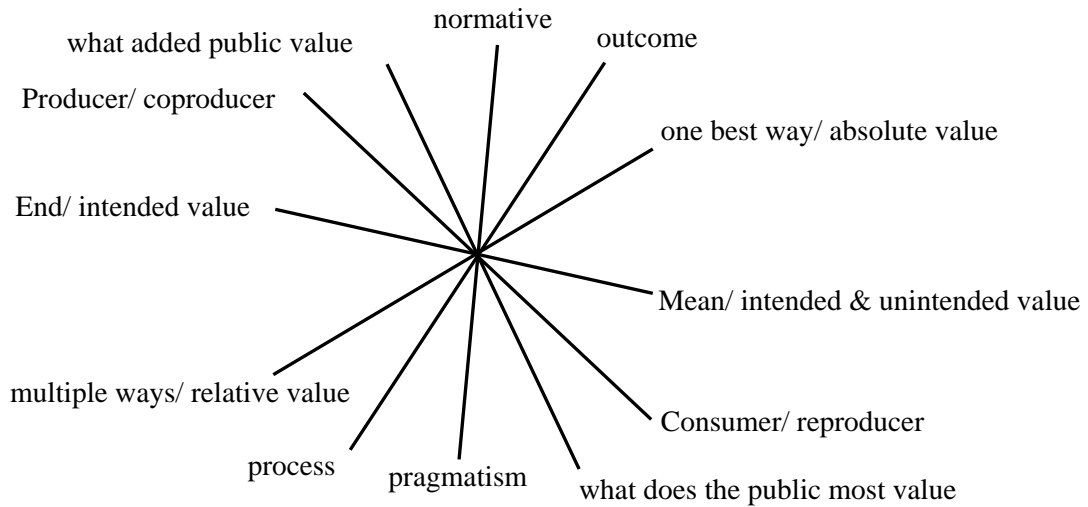 normative
outcome
what added public value
Producer/ coproducer
one best way/ absolute value
End/ intended value
Mean/ intended & unintended value
multiple ways/ relative value
Consumer/ reproducer
process
pragmatism
what does the public most value